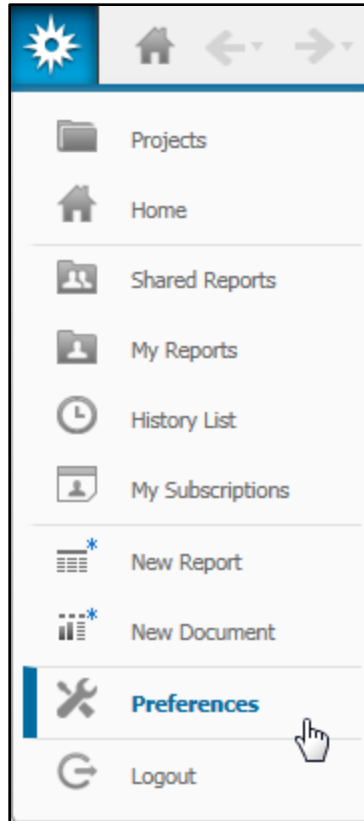 Projects
Home
Shared Reports
My Reports
History List
My Subscriptions
New Report
New Document
Preferences
Logout